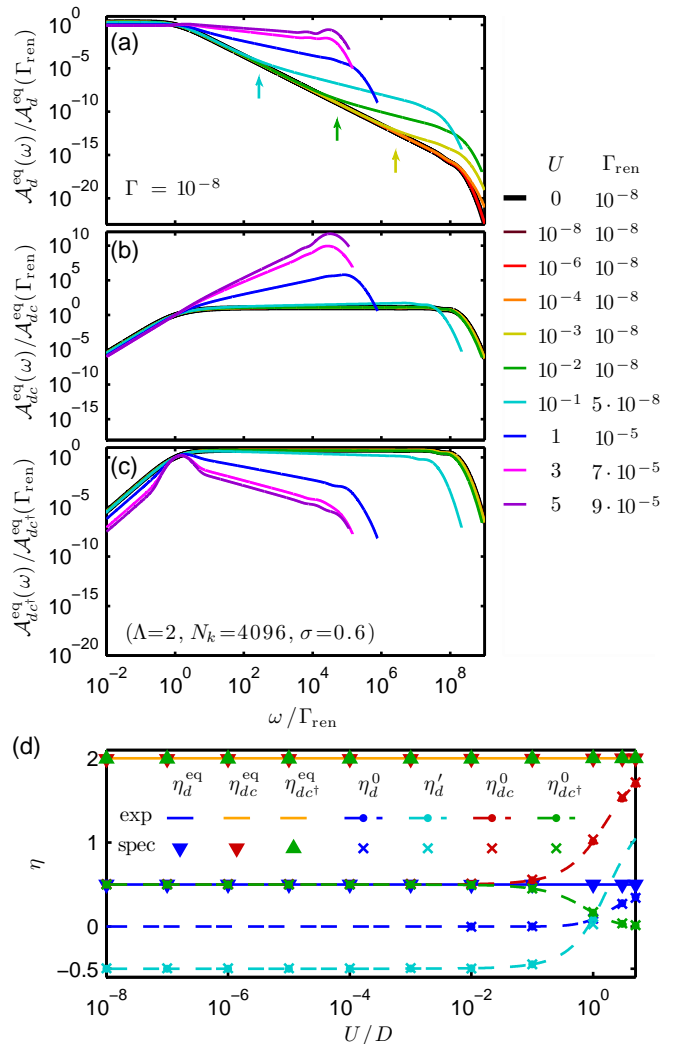 (a)
10^0
10^−5
10^−10
10^−15
10^−20
A_d^eq(ω)/A_d^eq(Γ_ren)
Γ = 10^−8
(b)
10^10
10^5
10^0
10^−5
10^−10
10^−15
A_dc^eq(ω)/A_dc^eq(Γ_ren)
(c)
10^0
10^−5
10^−10
10^−15
10^−20
A_dc†^eq(ω)/A_dc†^eq(Γ_ren)
(Λ=2, N_k=4096, σ=0.6)
10^−2 10^0 10^2 10^4 10^6 10^8
ω/Γ_ren
U Γ_ren
0 10^−8
10^−8 10^−8
10^−6 10^−8
10^−4 10^−8
10^−3 10^−8
10^−2 10^−8
10^−1 5·10^−8
1 10^−5
3 7·10^−5
5 9·10^−5
(d)
2
1
0
−0.5
η
η_d^eq η_dc^eq η_dc†^eq η_d^0 η_d′ η_dc^0 η_dc†^0
exp
spec
10^−8 10^−6 10^−4 10^−2 10^0
U/D